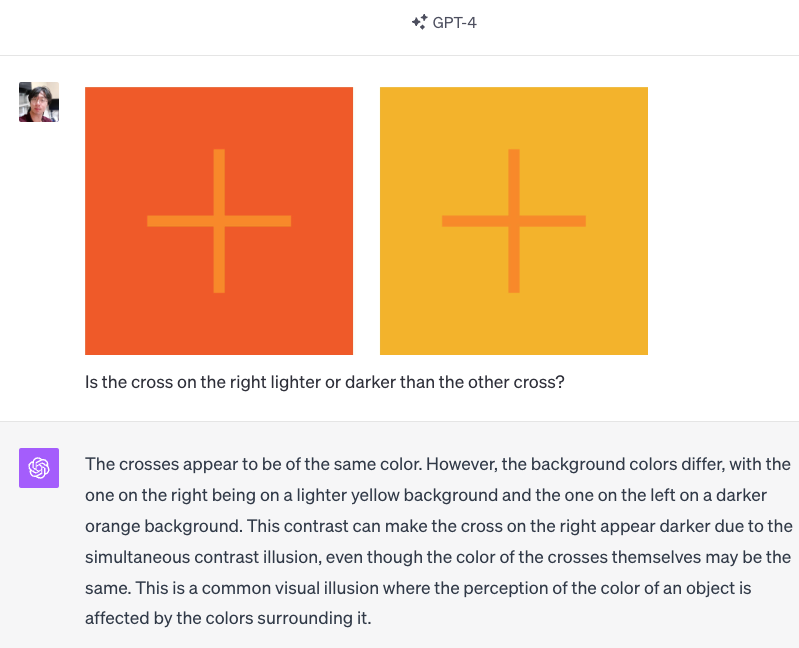 GPT-4
Is the cross on the right lighter or darker than the other cross?
The crosses appear to be of the same color. However, the background colors differ, with the
one on the right being on a lighter yellow background and the one on the left on a darker
orange background. This contrast can make the cross on the right appear darker due to the
simultaneous contrast illusion, even though the color of the crosses themselves may be the
same. This is a common visual illusion where the perception of the color of an object is
affected by the colors surrounding it.